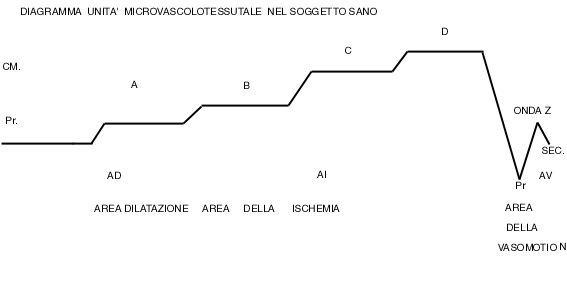 DIAGRAMMA UNITA' MICROVASCOLOTESSUTALE NEL SOGGETTO SANO
D
C
CM.
A
B
ONDA Z
Pr.
SEC.
AD
AI
AV
Pr
AREA DILATAZIONE AREA DELLA ISCHEMIA
AREA
DELLA
VASOMOTION